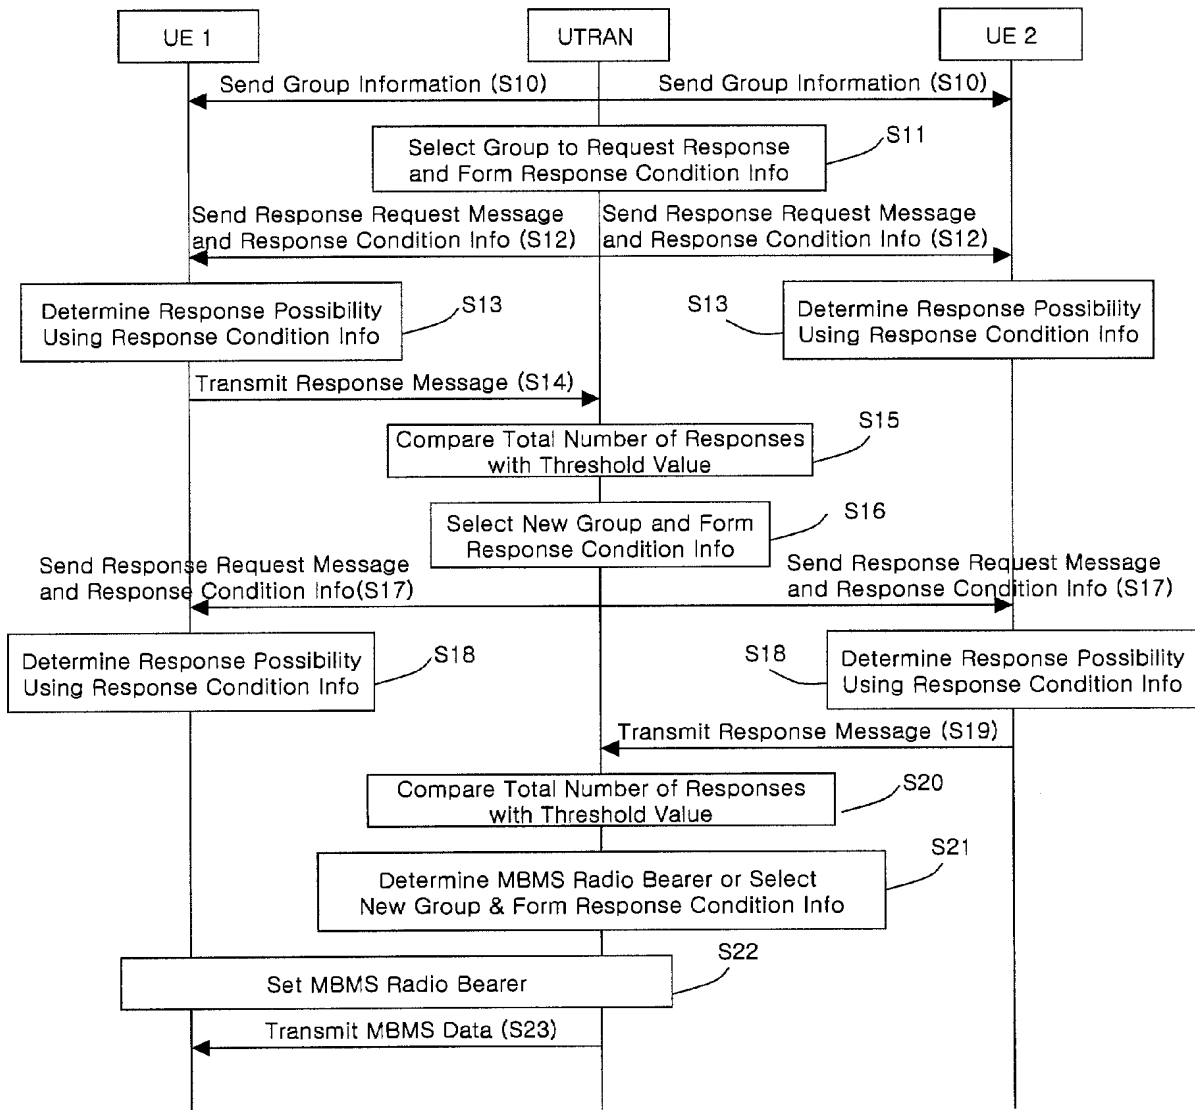 UE 1
UTRAN
UE 2
Send Group Information (S10)
Send Group Information (S10)
Select Group to Request Response
and Form Response Condition Info
S11
Send Response Request Message
and Response Condition Info (S12)
Send Response Request Message
and Response Condition Info (S12)
Determine Response Possibility
Using Response Condition Info
S13
S13
Determine Response Possibility
Using Response Condition Info
Transmit Response Message (S14)
Compare Total Number of Responses
with Threshold Value
S15
Select New Group and Form
Response Condition Info
S16
Send Response Request Message
and Response Condition Info(S17)
Send Response Request Message
and Response Condition Info (S17)
Determine Response Possibility
Using Response Condition Info
S18
S18
Determine Response Possibility
Using Response Condition Info
Transmit Response Message (S19)
Compare Total Number of Responses
with Threshold Value
S20
Determine MBMS Radio Bearer or Select
New Group & Form Response Condition Info
S21
Set MBMS Radio Bearer
S22
Transmit MBMS Data (S23)